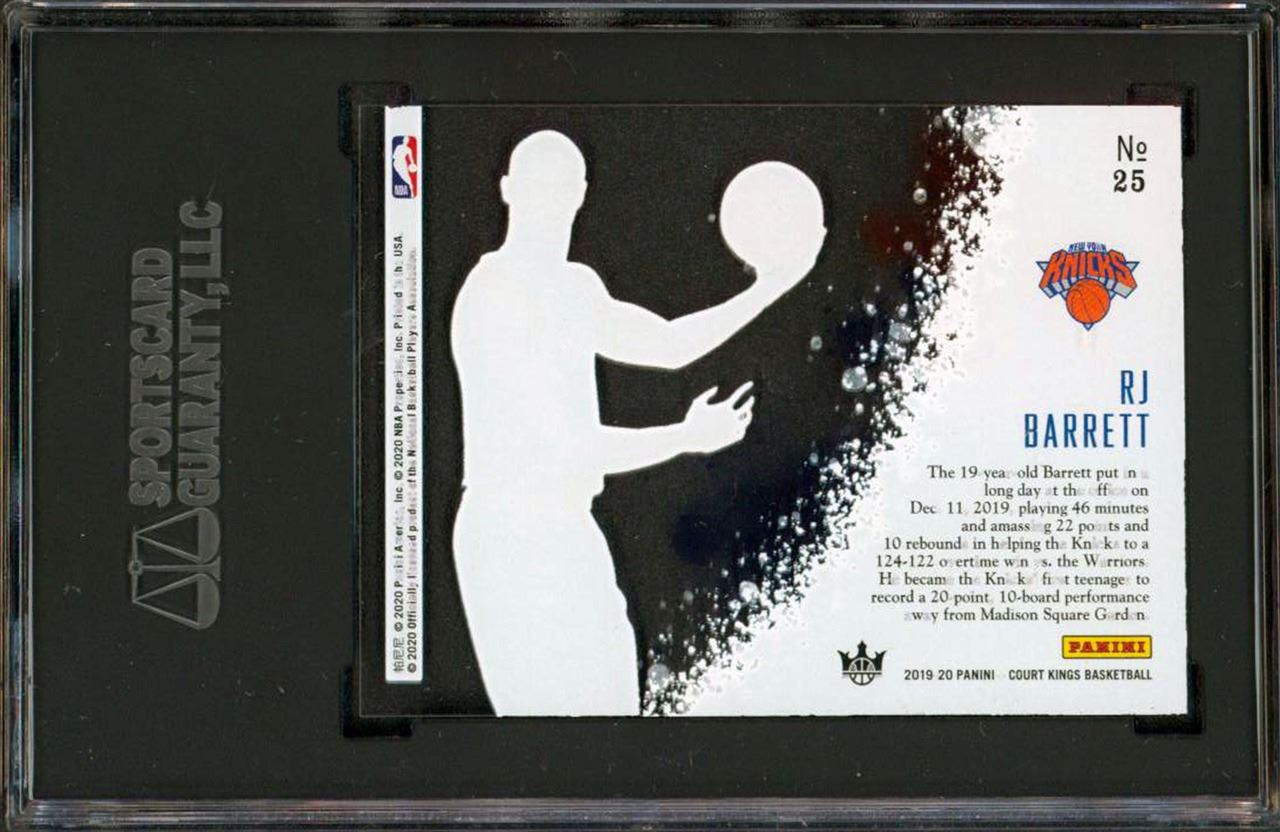 SPORTSCARD
GUARANTY, LLC
NBA
帕尼尼 © 2020 Panini America, Inc. © 2020 NBA Properties, Inc. Printed in the USA.
© 2020 Officially licensed product of the National Basketball Players Association.
№
25
NEW YORK
KNICKS
RJ
BARRETT
The 19-year-old Barrett put in a
long day at the office on
Dec. 11, 2019, playing 46 minutes
and amassing 22 points and
10 rebounds in helping the Knicks to a
124-122 overtime win vs. the Warriors.
He became the Knicks' first teenager to
record a 20-point, 10-board performance
away from Madison Square Garden.
PANINI
2019-20 PANINI - COURT KINGS BASKETBALL